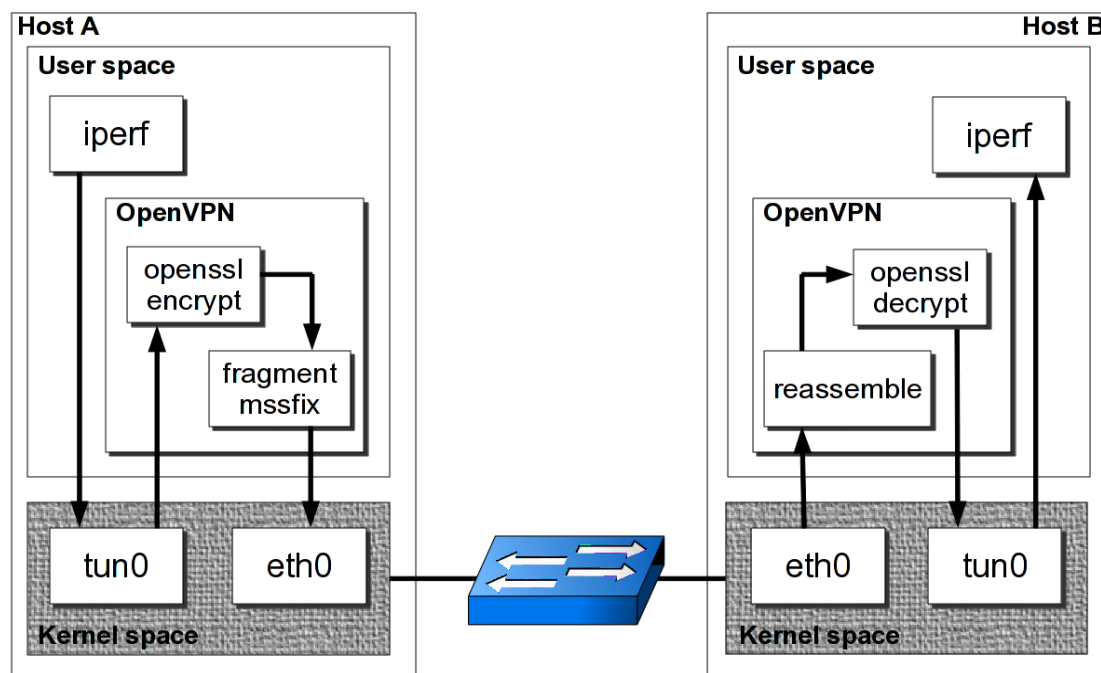 Host A
User space
iperf
OpenVPN
openssl
encrypt
fragment
mssfix
tun0
eth0
Kernel space
Host B
User space
iperf
OpenVPN
openssl
decrypt
reassemble
eth0
tun0
Kernel space